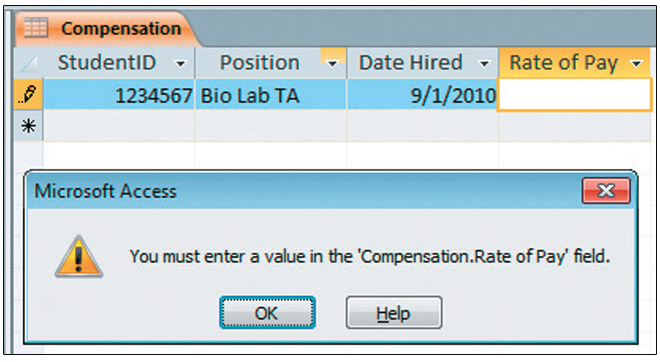 Compensation
StudentID Position Date Hired Rate of Pay
1234567 Bio Lab TA 9/1/2010
Microsoft Access
You must enter a value in the 'Compensation.Rate of Pay' field.
OK Help